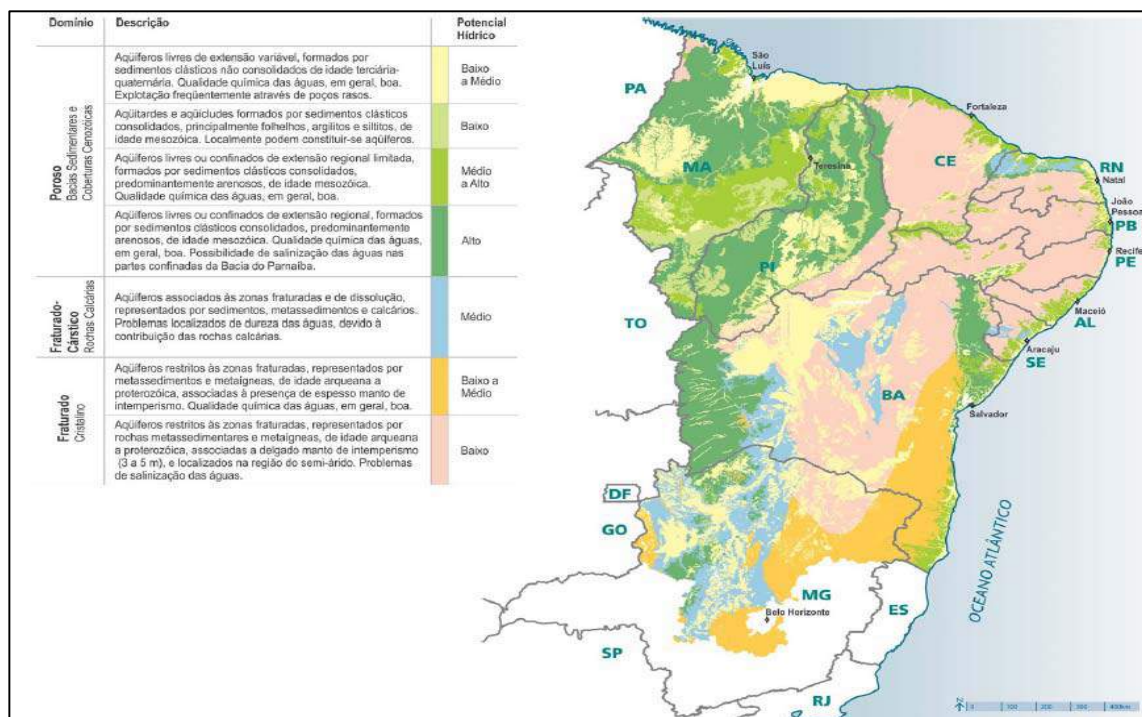 Domínio
Descrição
Potencial
Hídrico
Poroso
Bacias Sedimentares e
Coberturas Cenozóicas
Aqüíferos livres de extensão variável, formados por
sedimentos clásticos não consolidados de idade terciária-
quaternária. Qualidade química das águas, em geral, boa.
Explotação freqüentemente através de poços rasos.
Baixo
a Médio
Aqüitardes e aqüicludes formados por sedimentos clásticos
consolidados, principalmente folhelhos, argilitos e siltitos, de
idade mesozóica. Localmente podem constituir-se aqüíferos.
Baixo
Aqüíferos livres ou confinados de extensão regional limitada,
formados por sedimentos clásticos consolidados,
predominantemente arenosos, de idade mesozóica.
Qualidade química das águas, em geral, boa.
Médio
a Alto
Aqüíferos livres ou confinados de extensão regional, formados
por sedimentos clásticos consolidados, predominantemente
arenosos, de idade mesozóica. Qualidade química das águas,
em geral, boa. Possibilidade de salinização das águas nas
partes confinadas da Bacia do Parnaíba.
Alto
Fraturado-
Cárstico
Rochas Calcárias
Aqüíferos associados às zonas fraturadas e de dissolução,
representados por sedimentos, metassedimentos e calcários.
Problemas localizados de dureza das águas, devido à
contribuição das rochas calcárias.
Médio
Fraturado
Cristalino
Aqüíferos restritos às zonas fraturadas, representados por
metassedimentos e metaígneas, de idade arqueana a
proterozóica, associadas à presença de espesso manto de
intemperismo. Qualidade química das águas, em geral, boa.
Baixo a
Médio
Aqüíferos restritos às zonas fraturadas, representados por
rochas metassedimentares e metaígneas, de idade arqueana
a proterozóica, associadas a delgado manto de intemperismo
(3 a 5 m), e localizados na região do semi-árido. Problemas
de salinização das águas.
Baixo
São
Luís
PA
Fortaleza
MA
Teresina
CE
RN
Natal
João
Pessoa
PB
Recife
PE
PI
TO
Maceió
AL
Aracaju
SE
BA
Salvador
DF
GO
MG
Belo Horizonte
ES
SP
RJ
OCEANO ATLÂNTICO
N
0 100 200 300 400km